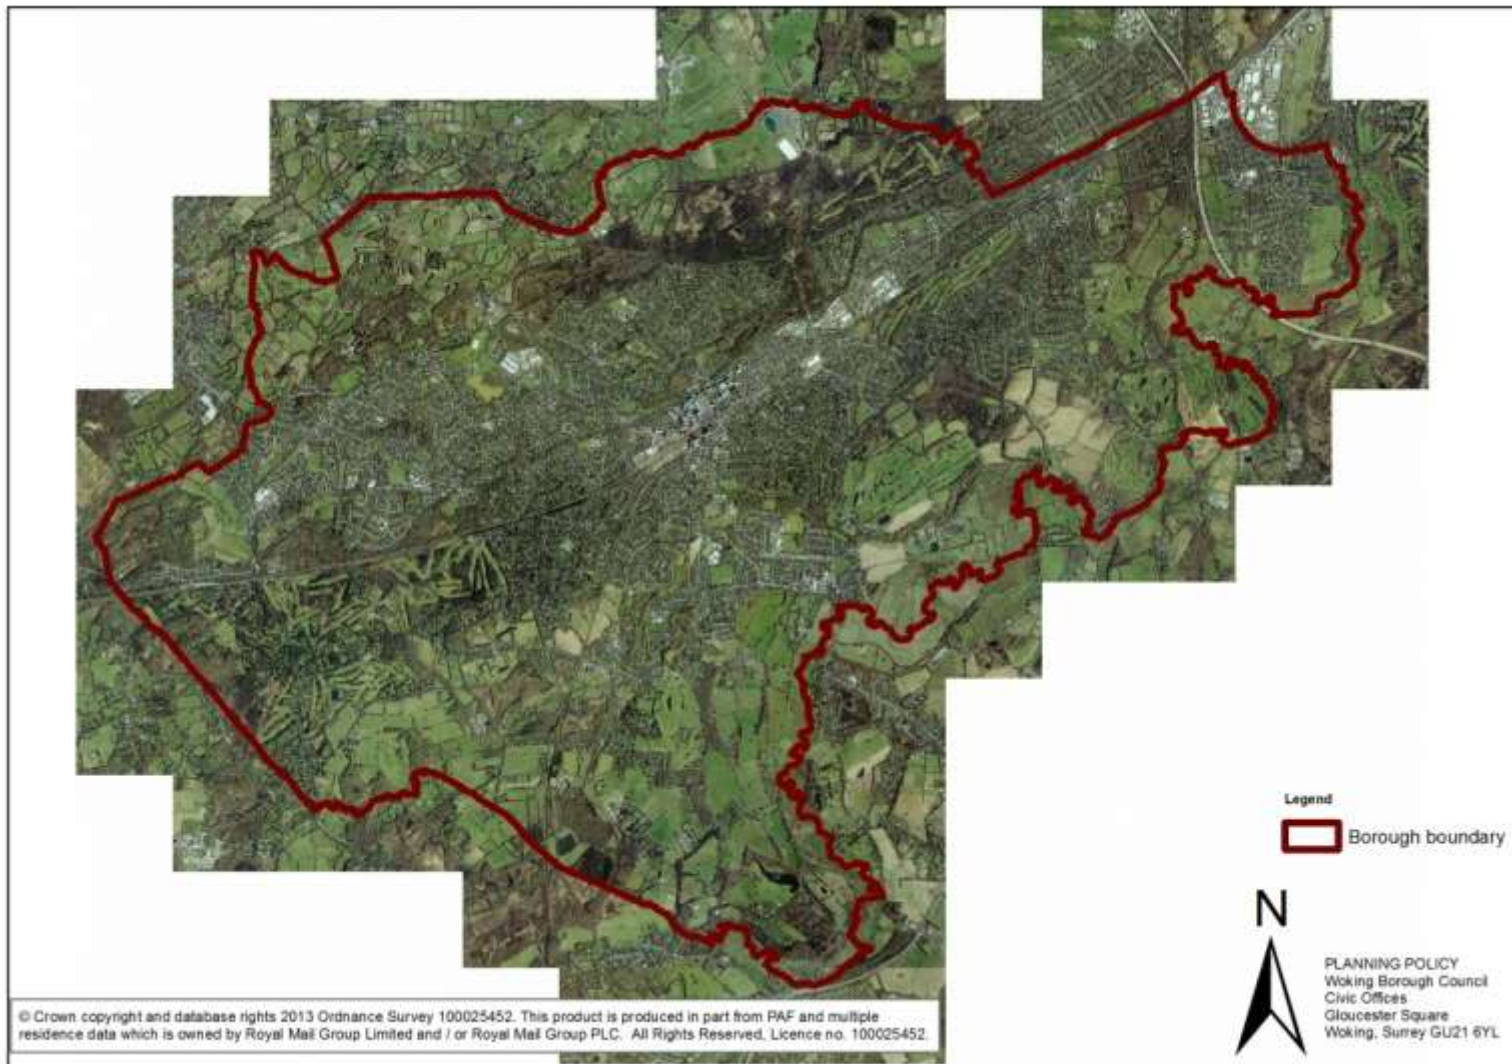 Legend
Borough boundary
N
PLANNING POLICY
Woking Borough Council
Civic Offices
Gloucester Square
Woking, Surrey GU21 6YL
© Crown copyright and database rights 2013 Ordnance Survey 100025452. This product is produced in part from PAF and multiple
residence data which is owned by Royal Mail Group Limited and / or Royal Mail Group PLC. All Rights Reserved, Licence no. 100025452.